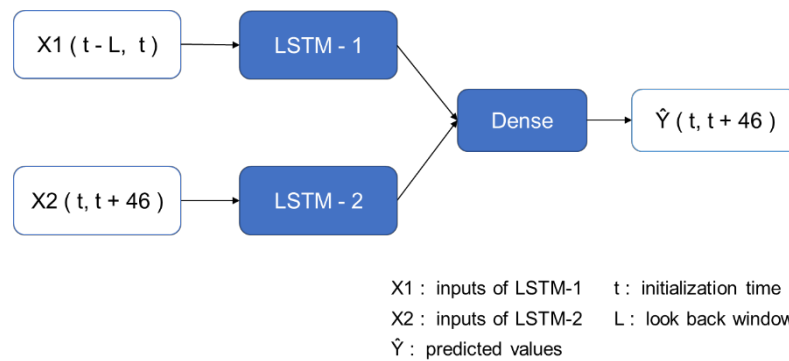 X1 ( t - L, t )
LSTM - 1
Dense
Ŷ ( t, t + 46 )
X2 ( t, t + 46 )
LSTM - 2
X1 : inputs of LSTM-1 t : initialization time
X2 : inputs of LSTM-2 L : look back window
Ŷ : predicted values